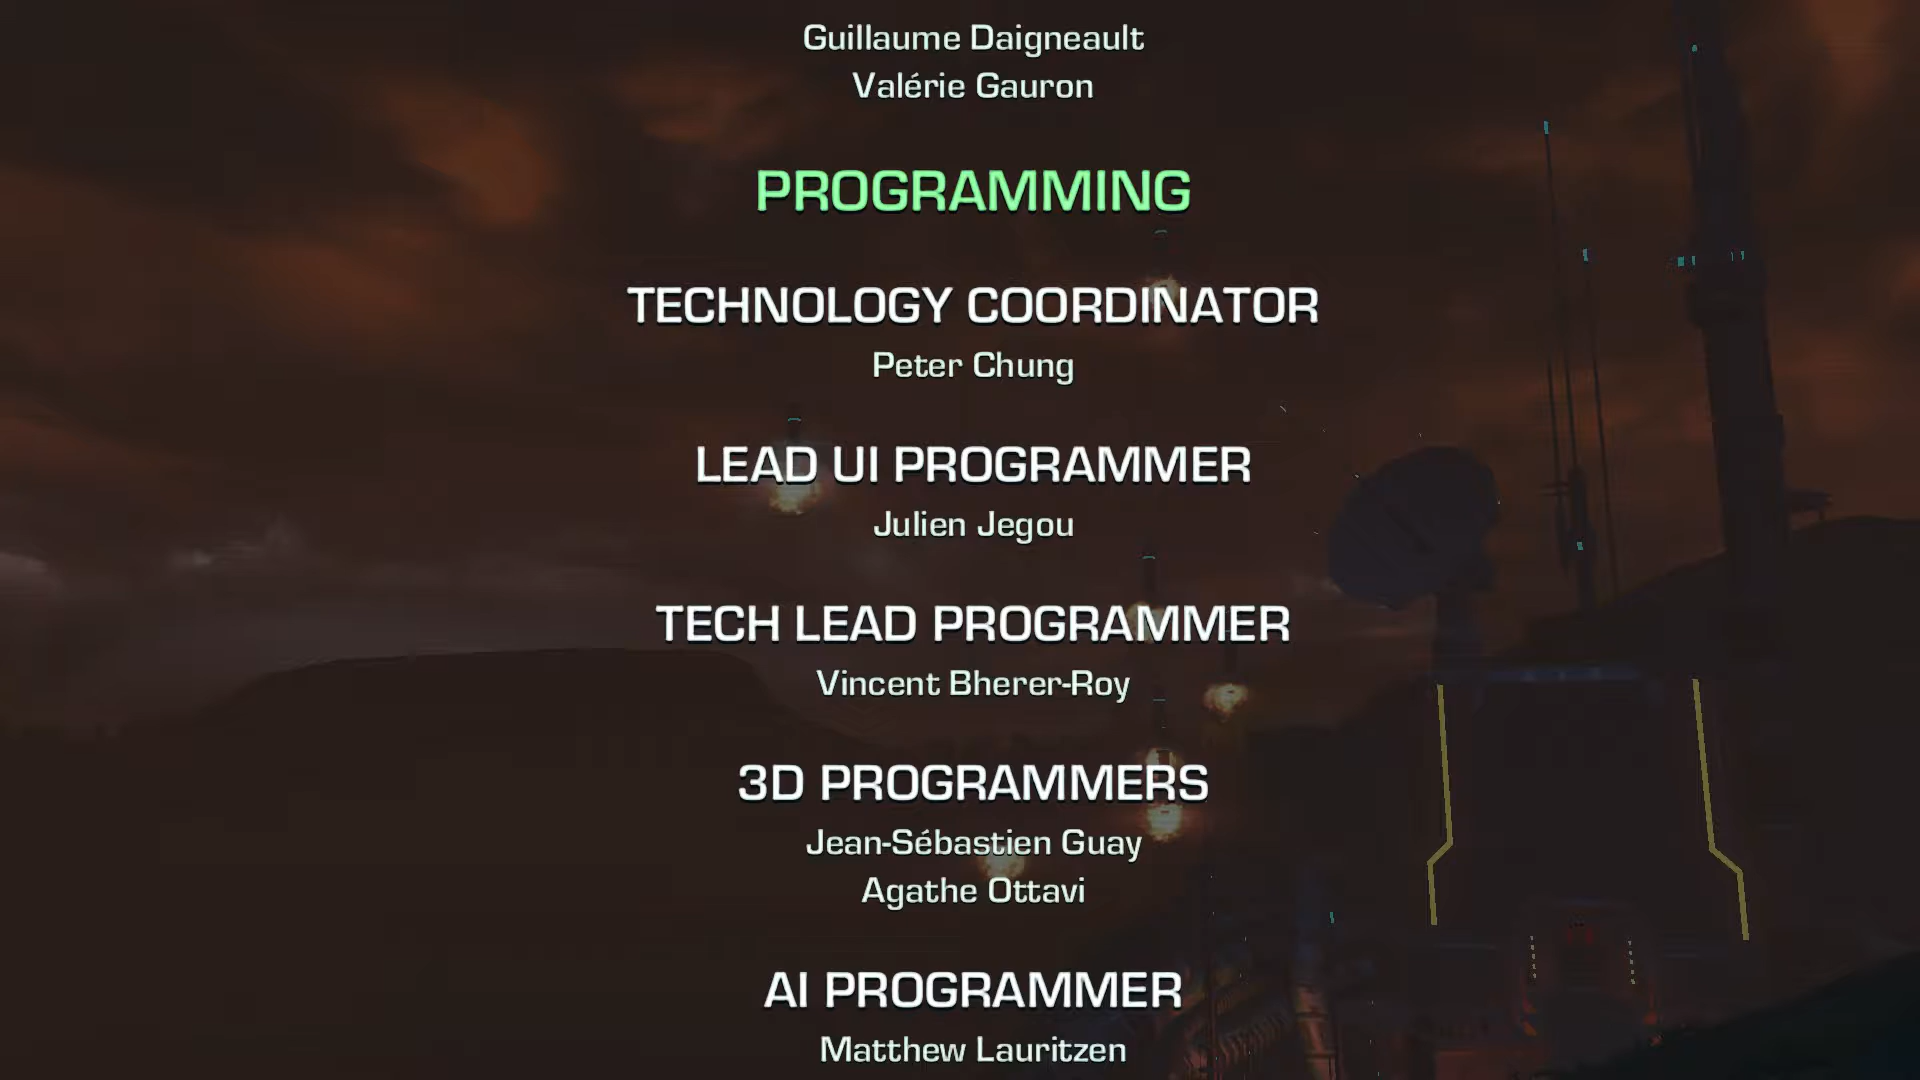 Guillaume Daigneault
Valérie Gauron
PROGRAMMING
TECHNOLOGY COORDINATOR
Peter Chung
LEAD UI PROGRAMMER
Julien Jegou
TECH LEAD PROGRAMMER
Vincent Bherer-Roy
3D PROGRAMMERS
Jean-Sébastien Guay
Agathe Ottavi
AI PROGRAMMER
Matthew Lauritzen